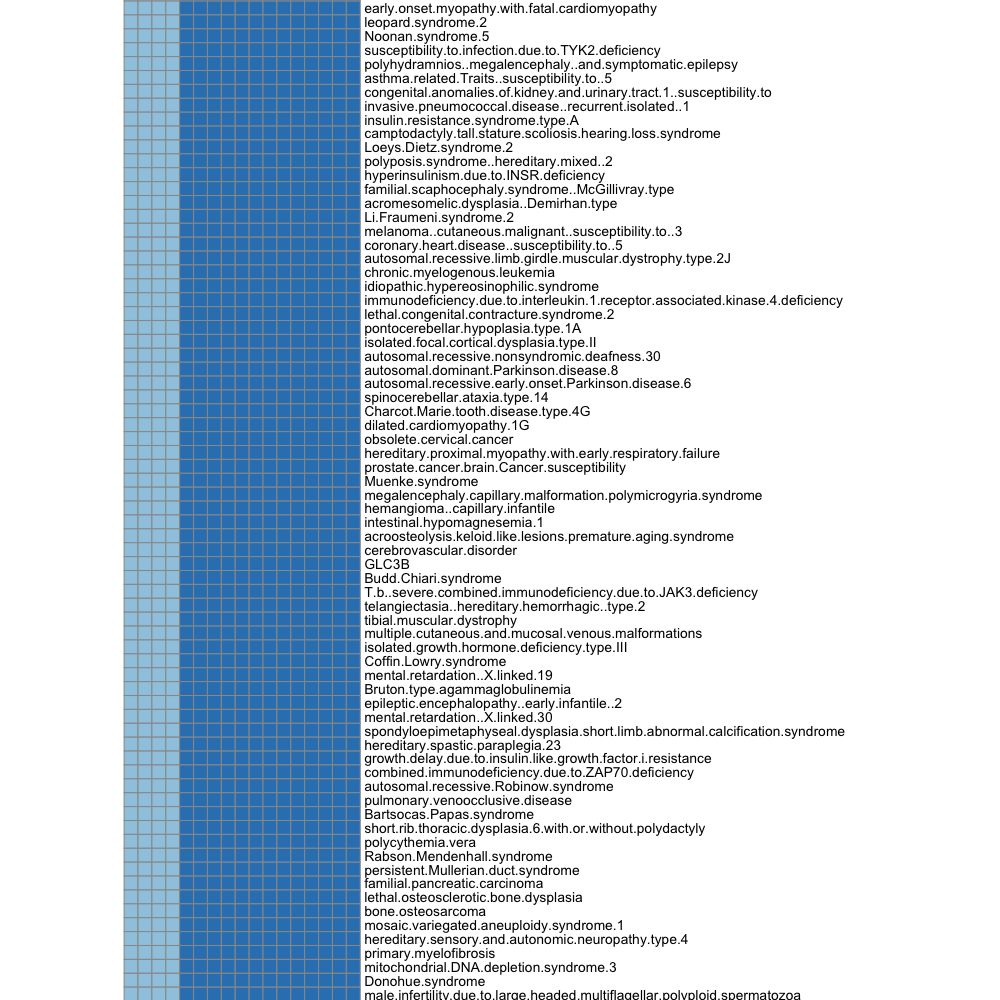 early.onset.myopathy.with.fatal.cardiomyopathy
leopard.syndrome.2
Noonan.syndrome.5
susceptibility.to.infection.due.to.TYK2.deficiency
polyhydramnios..megalencephaly..and.symptomatic.epilepsy
asthma.related.Traits..susceptibility.to..5
congenital.anomalies.of.kidney.and.urinary.tract.1..susceptibility.to
invasive.pneumococcal.disease..recurrent.isolated..1
insulin.resistance.syndrome.type.A
camptodactyly.tall.stature.scoliosis.hearing.loss.syndrome
Loeys.Dietz.syndrome.2
polyposis.syndrome..hereditary.mixed..2
hyperinsulinism.due.to.INSR.deficiency
familial.scaphocephaly.syndrome..McGillivray.type
acromesomelic.dysplasia..Demirhan.type
Li.Fraumeni.syndrome.2
melanoma..cutaneous.malignant..susceptibility.to..3
coronary.heart.disease..susceptibility.to..5
autosomal.recessive.limb.girdle.muscular.dystrophy.type.2J
chronic.myelogenous.leukemia
idiopathic.hypereosinophilic.syndrome
immunodeficiency.due.to.interleukin.1.receptor.associated.kinase.4.deficiency
lethal.congenital.contracture.syndrome.2
pontocerebellar.hypoplasia.type.1A
isolated.focal.cortical.dysplasia.type.II
autosomal.recessive.nonsyndromic.deafness.30
autosomal.dominant.Parkinson.disease.8
autosomal.recessive.early.onset.Parkinson.disease.6
spinocerebellar.ataxia.type.14
Charcot.Marie.tooth.disease.type.4G
dilated.cardiomyopathy.1G
obsolete.cervical.cancer
hereditary.proximal.myopathy.with.early.respiratory.failure
prostate.cancer.brain.Cancer.susceptibility
Muenke.syndrome
megalencephaly.capillary.malformation.polymicrogyria.syndrome
hemangioma..capillary.infantile
intestinal.hypomagnesemia.1
acroosteolysis.keloid.like.lesions.premature.aging.syndrome
cerebrovascular.disorder
GLC3B
Budd.Chiari.syndrome
T.b..severe.combined.immunodeficiency.due.to.JAK3.deficiency
telangiectasia..hereditary.hemorrhagic..type.2
tibial.muscular.dystrophy
multiple.cutaneous.and.mucosal.venous.malformations
isolated.growth.hormone.deficiency.type.III
Coffin.Lowry.syndrome
mental.retardation..X.linked.19
Bruton.type.agammaglobulinemia
epileptic.encephalopathy..early.infantile..2
mental.retardation..X.linked.30
spondyloepimetaphyseal.dysplasia.short.limb.abnormal.calcification.syndrome
hereditary.spastic.paraplegia.23
growth.delay.due.to.insulin.like.growth.factor.i.resistance
combined.immunodeficiency.due.to.ZAP70.deficiency
autosomal.recessive.Robinow.syndrome
pulmonary.venoocclusive.disease
Bartsocas.Papas.syndrome
short.rib.thoracic.dysplasia.6.with.or.without.polydactyly
polycythemia.vera
Rabson.Mendenhall.syndrome
persistent.Mullerian.duct.syndrome
familial.pancreatic.carcinoma
lethal.osteosclerotic.bone.dysplasia
bone.osteosarcoma
mosaic.variegated.aneuploidy.syndrome.1
hereditary.sensory.and.autonomic.neuropathy.type.4
primary.myelofibrosis
mitochondrial.DNA.depletion.syndrome.3
Donohue.syndrome
male.infertility.due.to.large.headed.multiflagellar.polyploid.spermatozoa